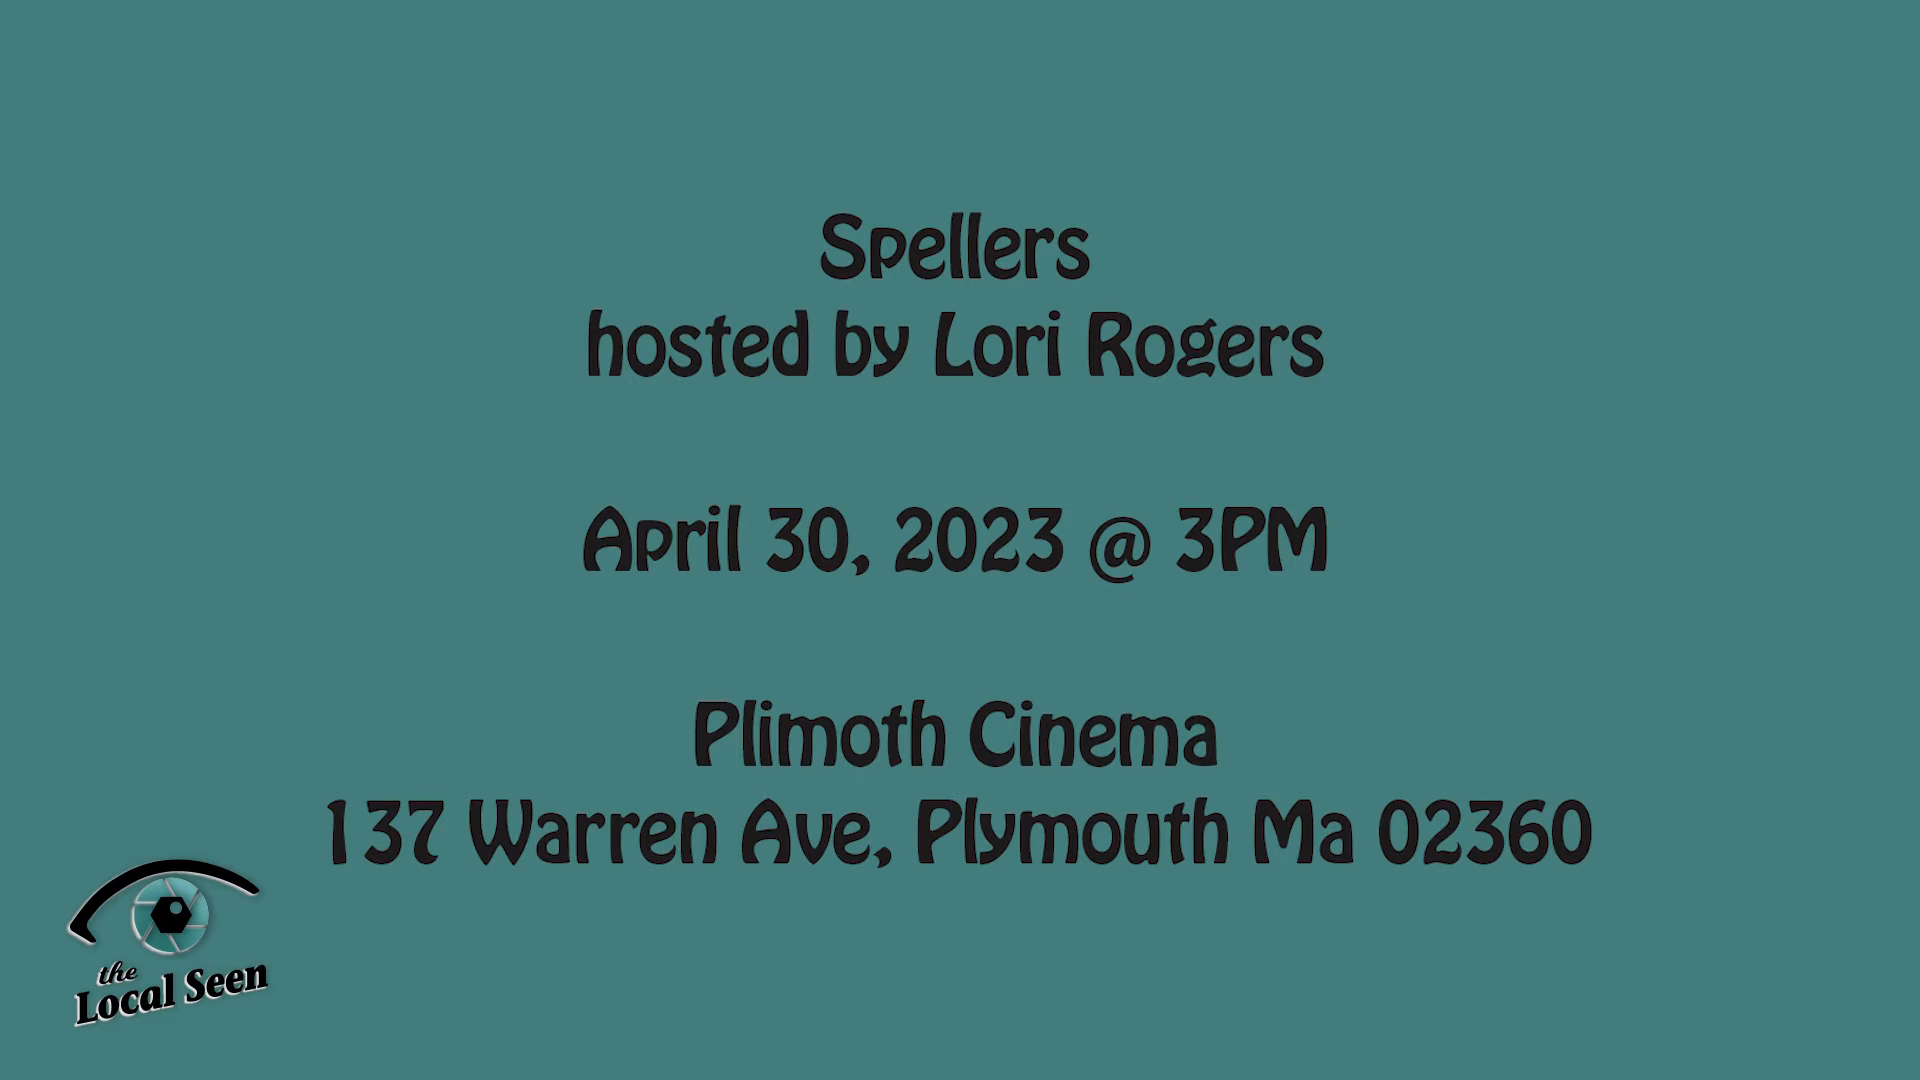 Spellers
hosted by Lori Rogers
April 30, 2023 @ 3PM
Plimoth Cinema
137 Warren Ave, Plymouth Ma 02360
the
Local Seen